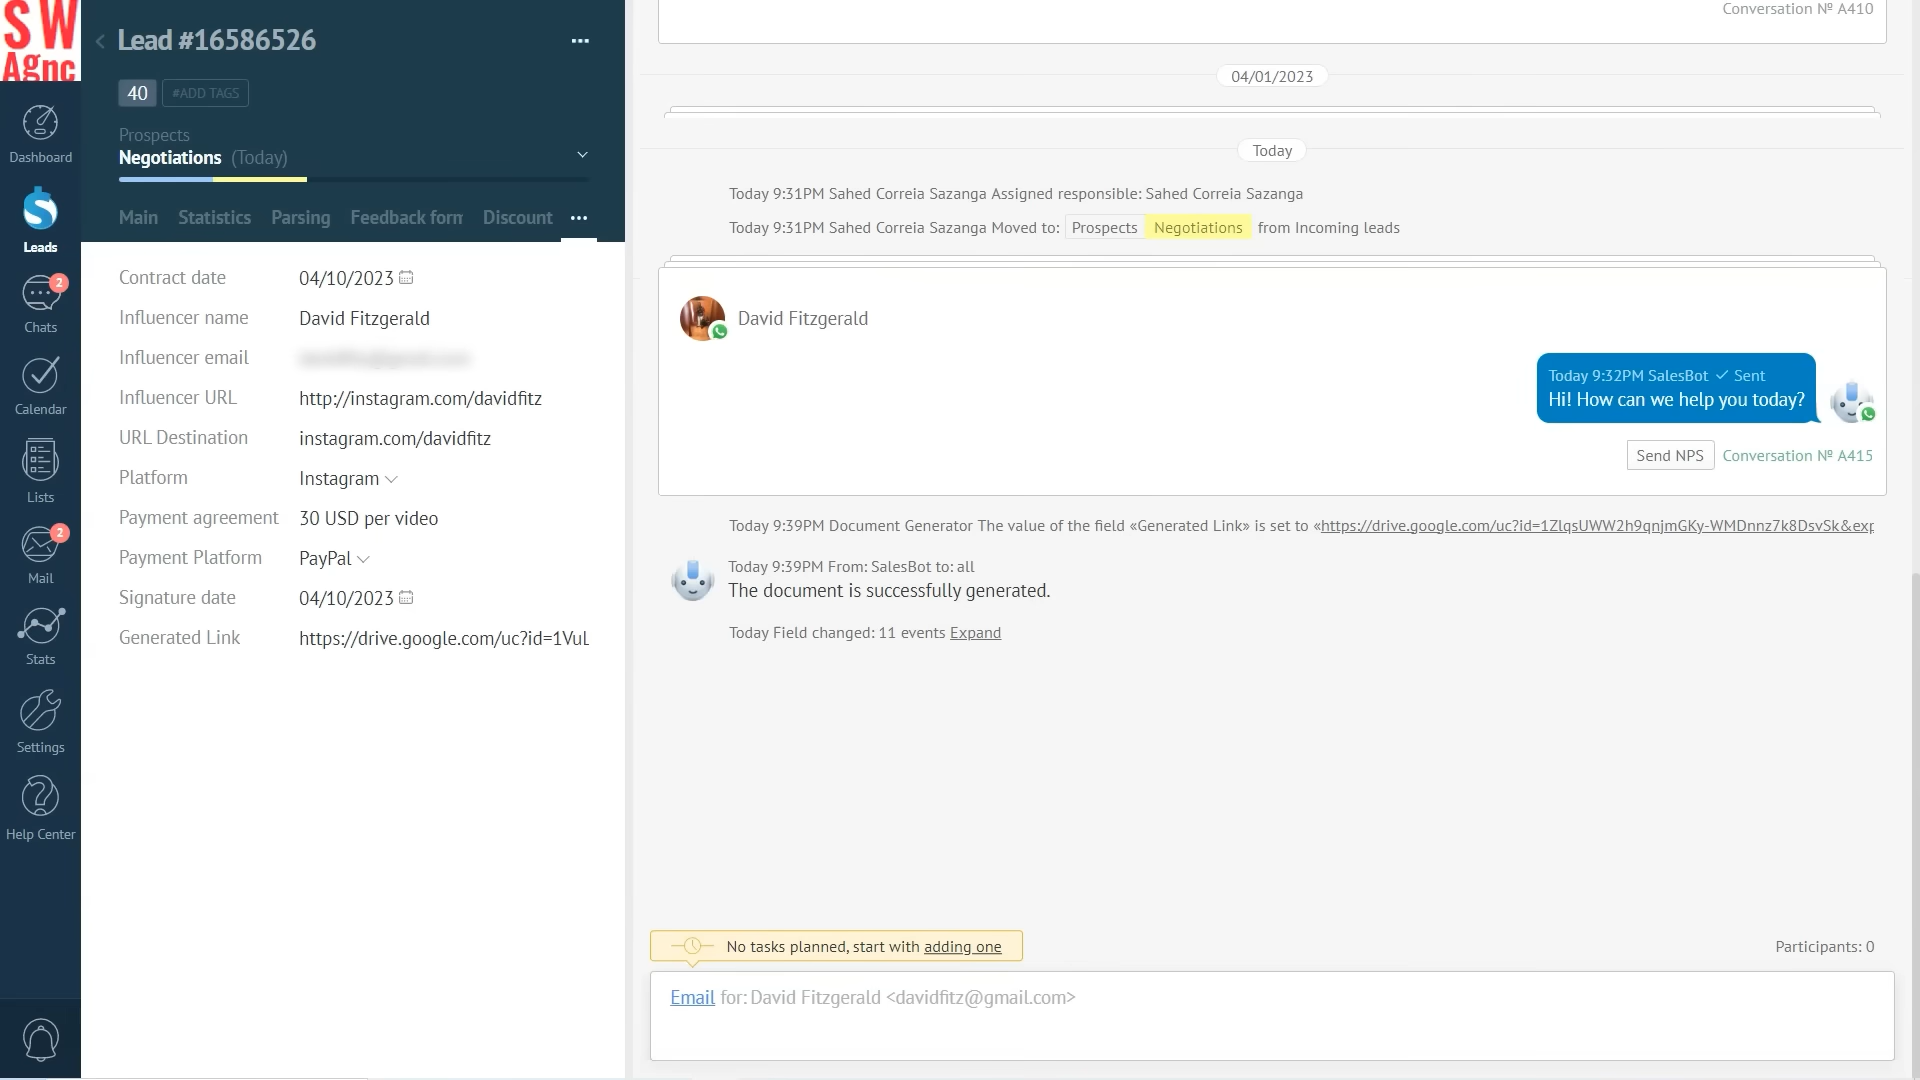 SW
Agnc
Dashboard
Leads
2
Chats
Calendar
Lists
2
Mail
Stats
Settings
Help Center
Lead #16586526
40
#ADD TAGS
Prospects
Negotiations (Today)
Main Statistics Parsing Feedback form Discount
Contract date 04/10/2023
Influencer name David Fitzgerald
Influencer email
Influencer URL http://instagram.com/davidfitz
URL Destination instagram.com/davidfitz
Platform Instagram
Payment agreement 30 USD per video
Payment Platform PayPal
Signature date 04/10/2023
Generated Link https://drive.google.com/uc?id=1VuL
Conversation № A410
04/01/2023
Today
Today 9:31PM Sahed Correia Sazanga Assigned responsible: Sahed Correia Sazanga
Today 9:31PM Sahed Correia Sazanga Moved to: Prospects Negotiations from Incoming leads
David Fitzgerald
Today 9:32PM SalesBot ✓ Sent
Hi! How can we help you today?
Send NPS Conversation № A415
Today 9:39PM Document Generator The value of the field «Generated Link» is set to «https://drive.google.com/uc?id=1ZlqsUWW2h9qnjmGKy-WMDnnz7k8DsvSk&exp
Today 9:39PM From: SalesBot to: all
The document is successfully generated.
Today Field changed: 11 events Expand
No tasks planned, start with adding one
Participants: 0
Email for: David Fitzgerald <davidfitz@gmail.com>